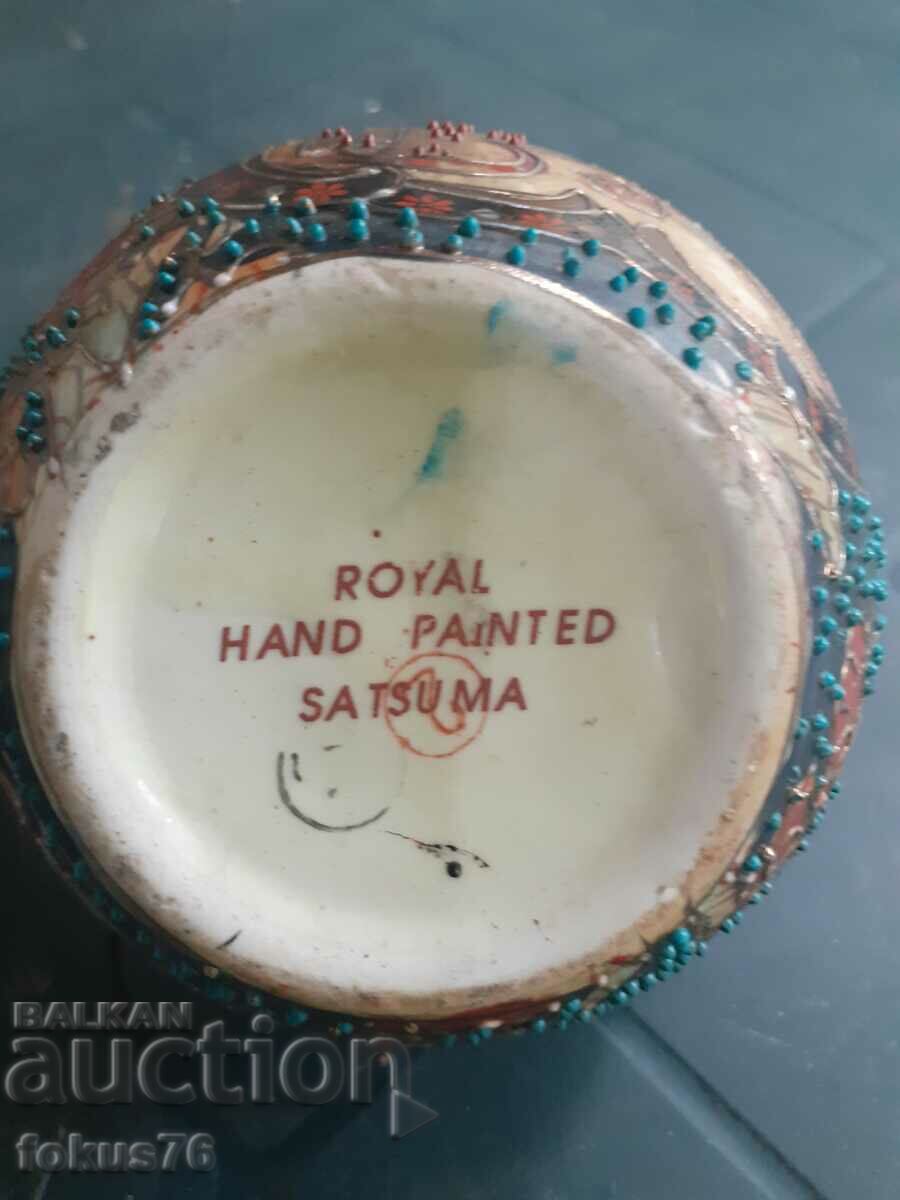 ROYAL
HAND PAINTED
SATSUMA
BALKAN
auction
fokus76